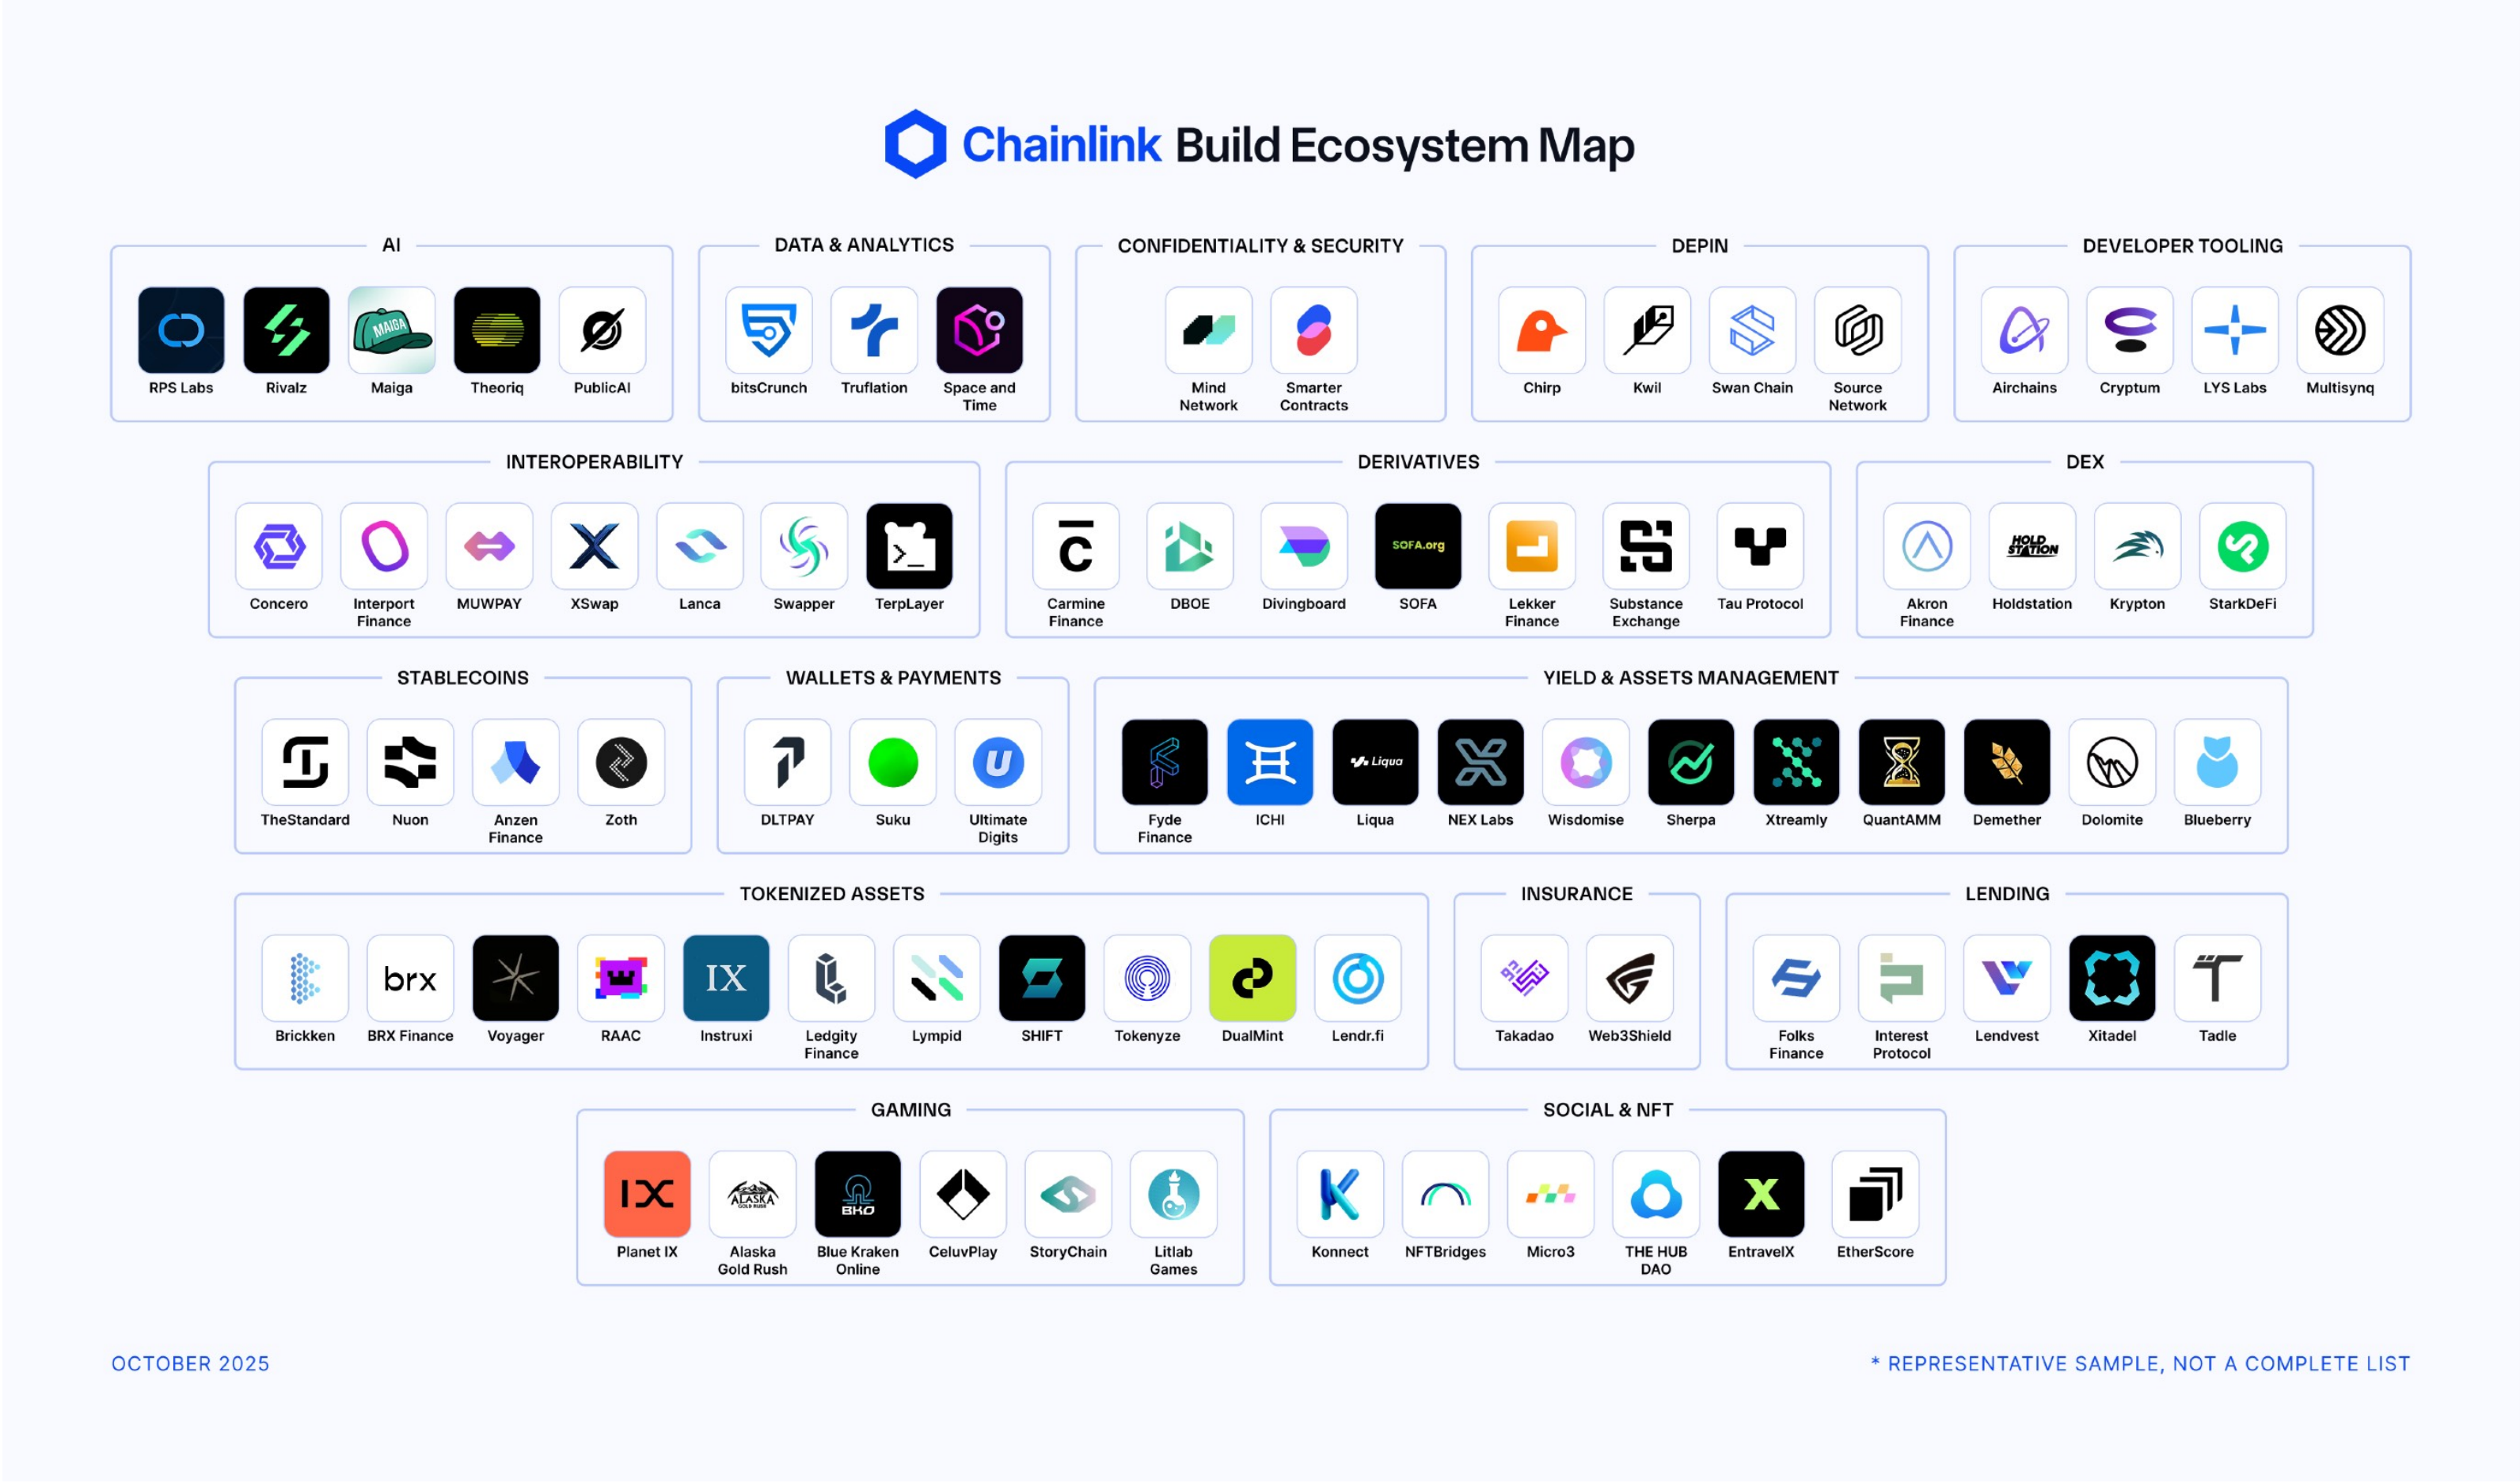 Chainlink Build Ecosystem Map
AI
MAIGA
RPS Labs
Rivalz
Maiga
Theoriq
PublicAI
DATA & ANALYTICS
bitsCrunch
Truflation
Space and
Time
CONFIDENTIALITY & SECURITY
Mind
Network
Smarter
Contracts
DEPIN
Chirp
Kwil
Swan Chain
Source
Network
DEVELOPER TOOLING
Airchains
Cryptum
LYS Labs
Multisynq
INTEROPERABILITY
Concero
Interport
Finance
MUWPAY
XSwap
Lanca
Swapper
TerpLayer
DERIVATIVES
Carmine
Finance
DBOE
Divingboard
SOFA.org
SOFA
Lekker
Finance
Substance
Exchange
Tau Protocol
DEX
Akron
Finance
HOLD
STATION
Holdstation
Krypton
StarkDeFi
STABLECOINS
TheStandard
Nuon
Anzen
Finance
Zoth
WALLETS & PAYMENTS
DLTPAY
Suku
U
Ultimate
Digits
YIELD & ASSETS MANAGEMENT
Fyde
Finance
ICHI
Liqua
Liqua
NEX Labs
Wisdomise
Sherpa
Xtreamly
QuantAMM
Demether
Dolomite
Blueberry
TOKENIZED ASSETS
Brickken
brx
BRX Finance
Voyager
RAAC
IX
Instruxi
Ledgity
Finance
Lympid
SHIFT
Tokenyze
DualMint
Lendr.fi
INSURANCE
Takadao
Web3Shield
LENDING
Folks
Finance
Interest
Protocol
Lendvest
Xitadel
Tadle
GAMING
IX
Planet IX
ALASKA
GOLD RUSH
Alaska
Gold Rush
BKO
Blue Kraken
Online
CeluvPlay
StoryChain
Litlab
Games
SOCIAL & NFT
K
Konnect
NFTBridges
Micro3
THE HUB
DAO
X
EntravelX
EtherScore
OCTOBER 2025
* REPRESENTATIVE SAMPLE, NOT A COMPLETE LIST